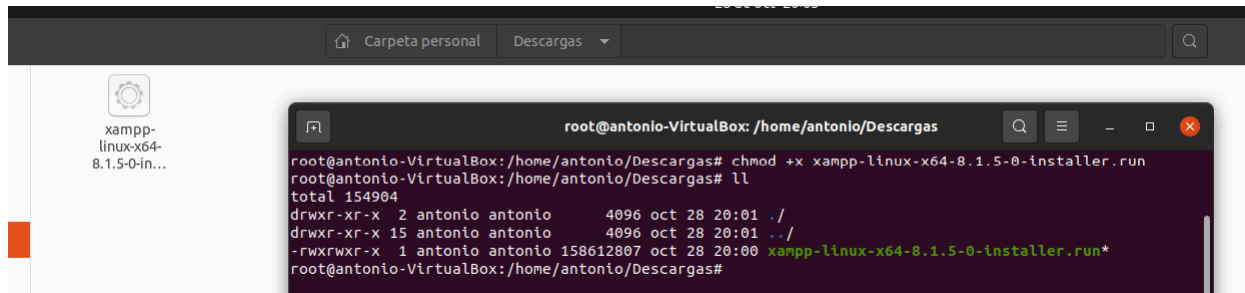 Carpeta personal Descargas
xampp-
linux-x64-
8.1.5-0-in...
root@antonio-VirtualBox: /home/antonio/Descargas
root@antonio-VirtualBox:/home/antonio/Descargas# chmod +x xampp-linux-x64-8.1.5-0-installer.run
root@antonio-VirtualBox:/home/antonio/Descargas# ll
total 154904
drwxr-xr-x  2 antonio antonio      4096 oct 28 20:01 ./
drwxr-xr-x 15 antonio antonio      4096 oct 28 20:01 ../
-rwxrwxr-x  1 antonio antonio 158612807 oct 28 20:00 xampp-linux-x64-8.1.5-0-installer.run*
root@antonio-VirtualBox:/home/antonio/Descargas#